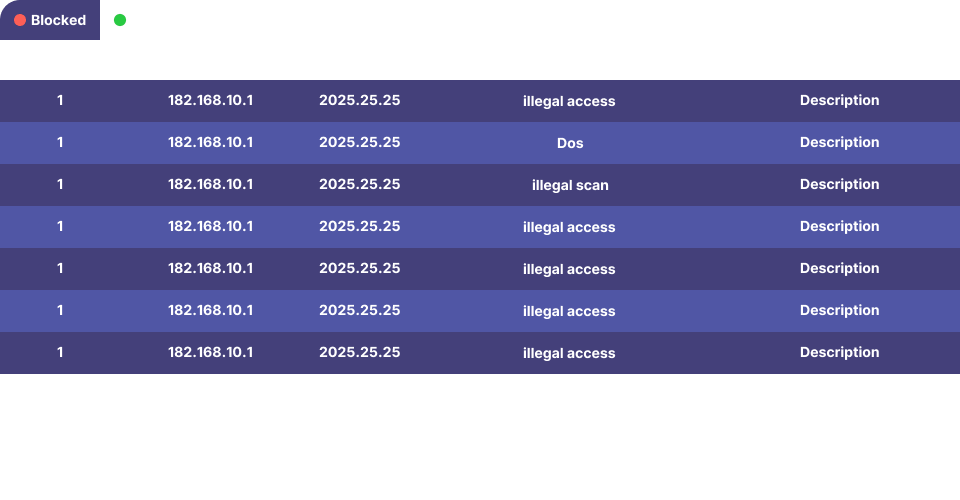 Blocked
1 182.168.10.1 2025.25.25 illegal access Description
1 182.168.10.1 2025.25.25 Dos Description
1 182.168.10.1 2025.25.25 illegal scan Description
1 182.168.10.1 2025.25.25 illegal access Description
1 182.168.10.1 2025.25.25 illegal access Description
1 182.168.10.1 2025.25.25 illegal access Description
1 182.168.10.1 2025.25.25 illegal access Description